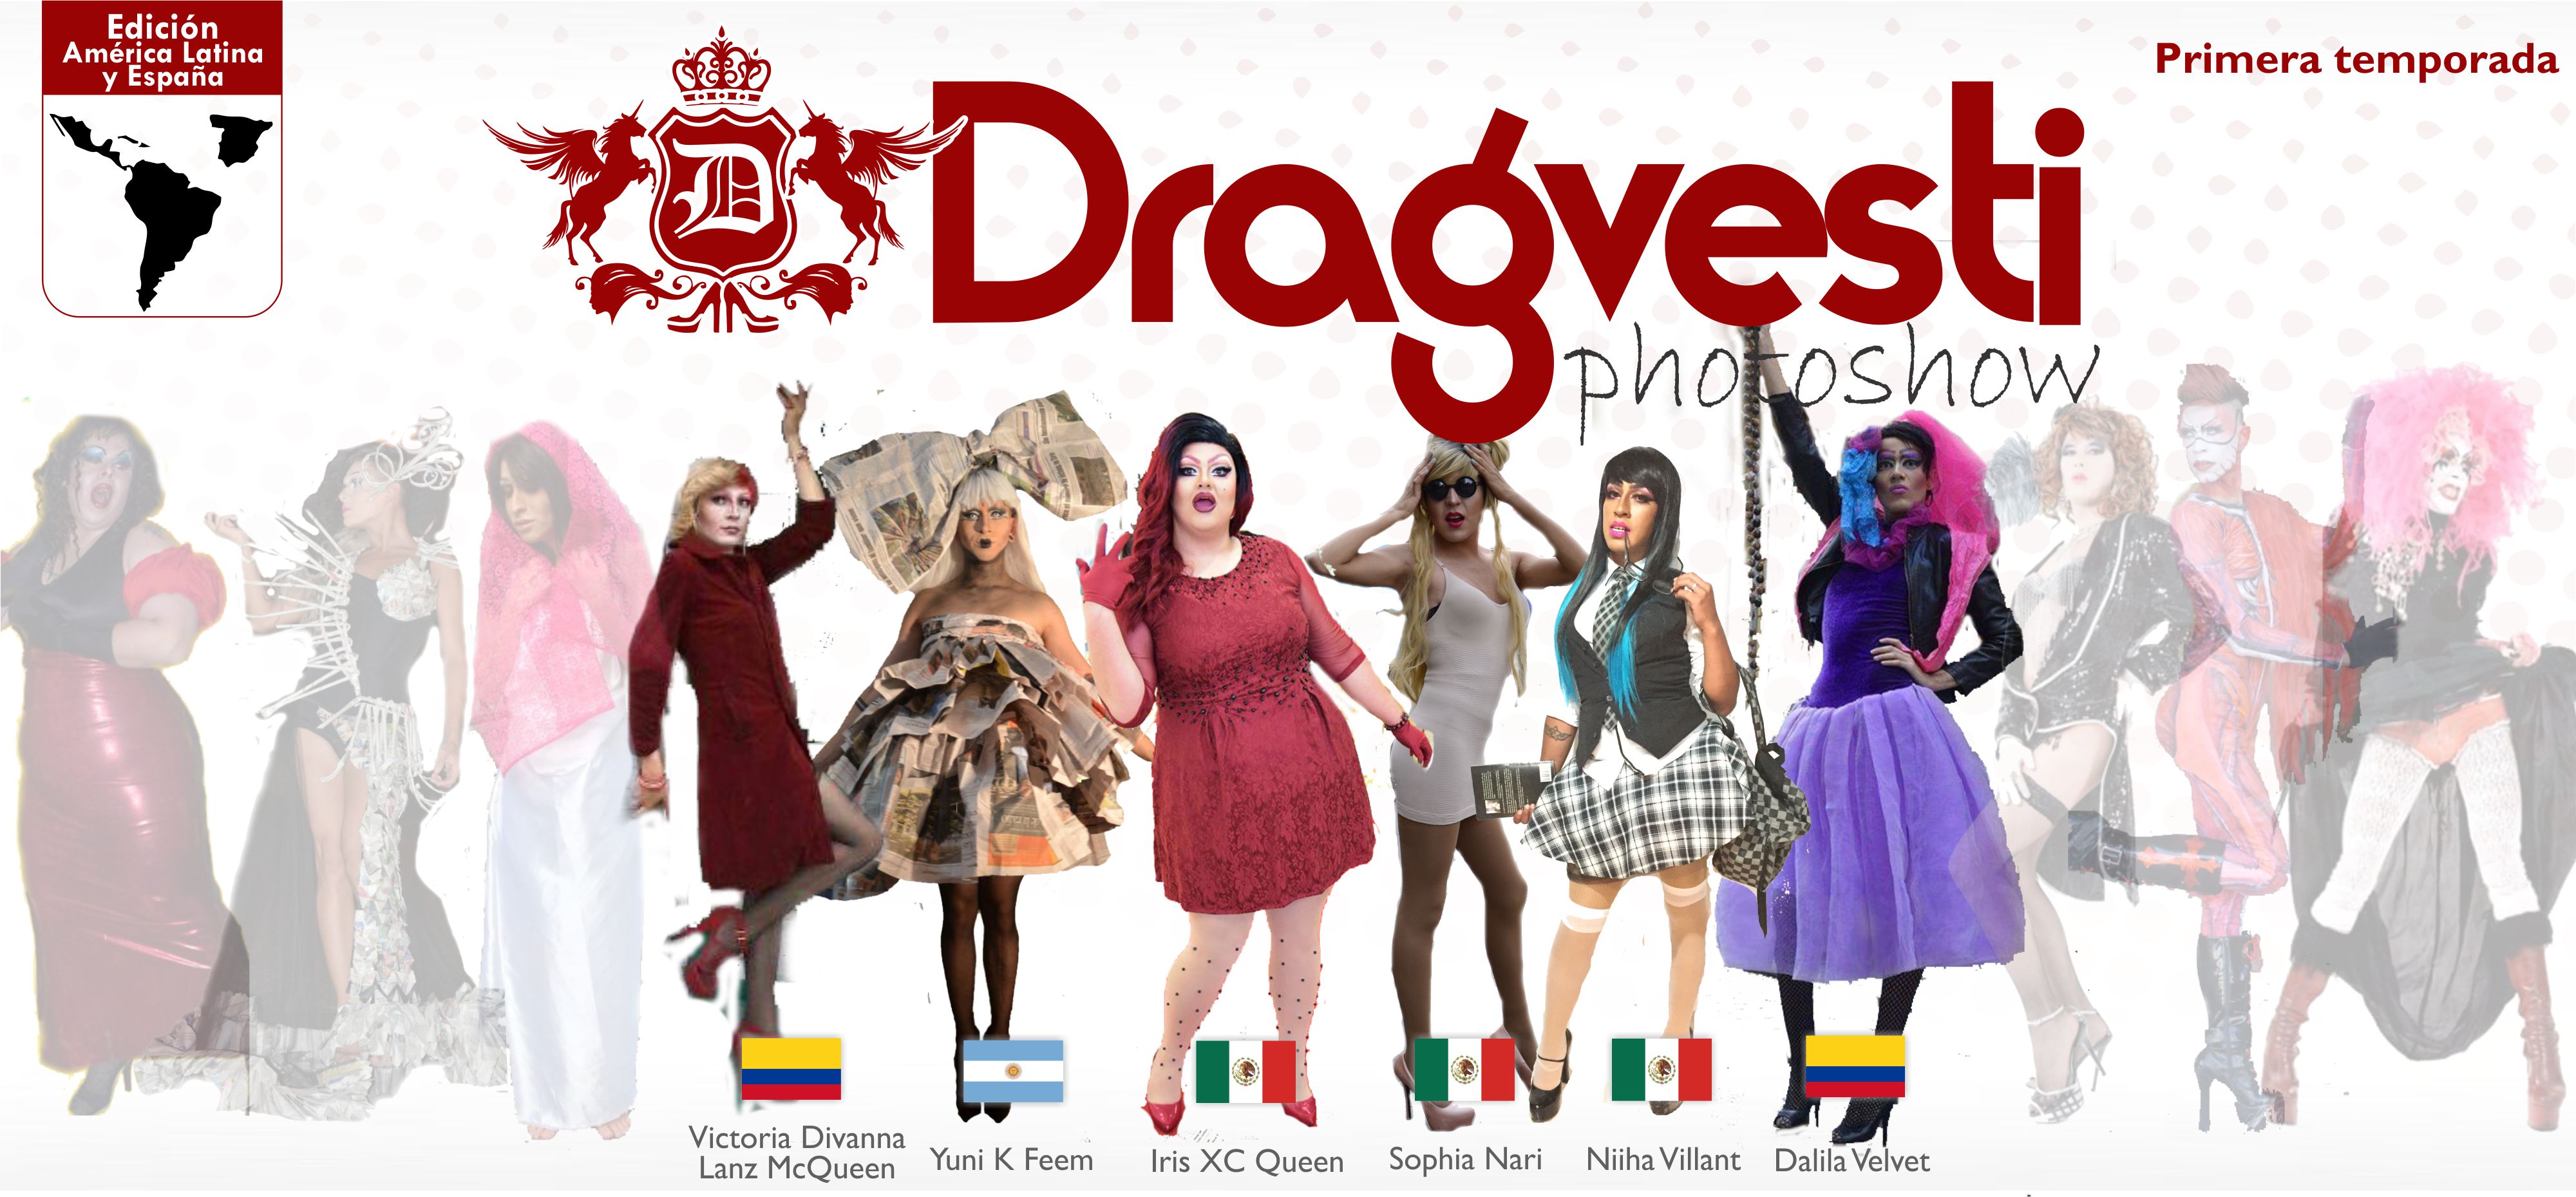 Edición
América Latina
y España
Primera temporada
D
Dragvesti
photoshow
Victoria Divanna
Lanz McQueen
Yuni K Feem
Iris XC Queen
Sophia Nari
Niiha Villant
Dalila Velvet